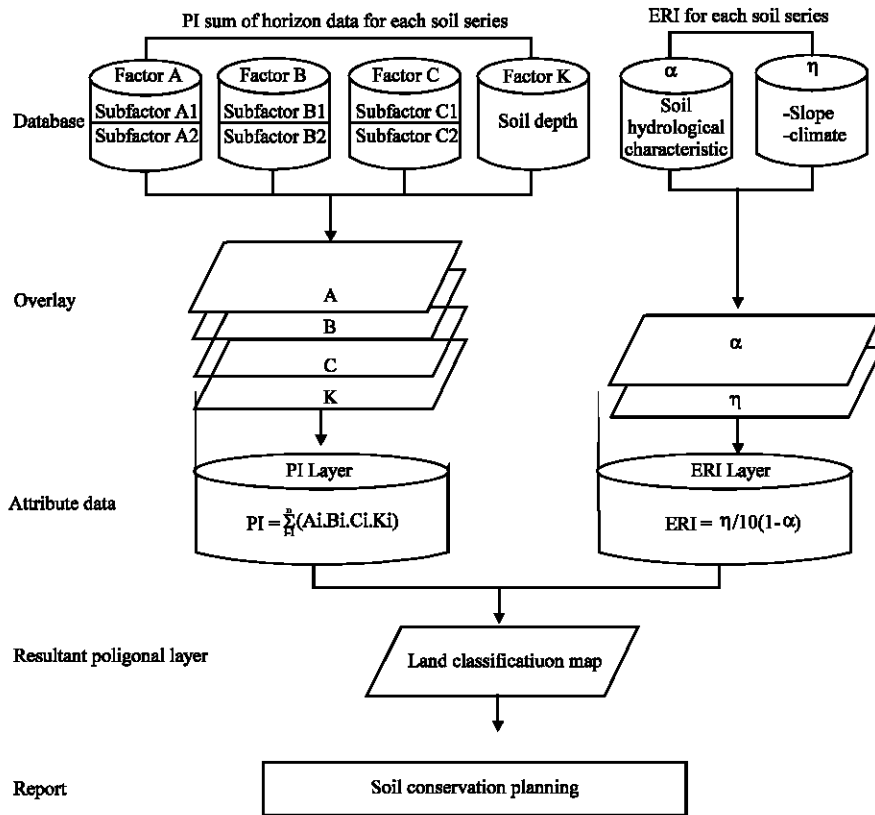 PI sum of horizon data for each soil series
ERI for each soil series
Database
Factor A
Subfactor A1
Subfactor A2
Factor B
Subfactor B1
Subfactor B2
Factor C
Subfactor C1
Subfactor C2
Factor K
Soil depth
α
Soil
hydrological
characteristic
η
-Slope
-climate
Overlay
A
B
C
K
α
η
Attribute data
PI Layer
PI = n∑i=1(Ai.Bi.Ci.Ki)
ERI Layer
ERI = η/10(1-α)
Resultant poligonal layer
Land classificatiuon map
Report
Soil conservation planning